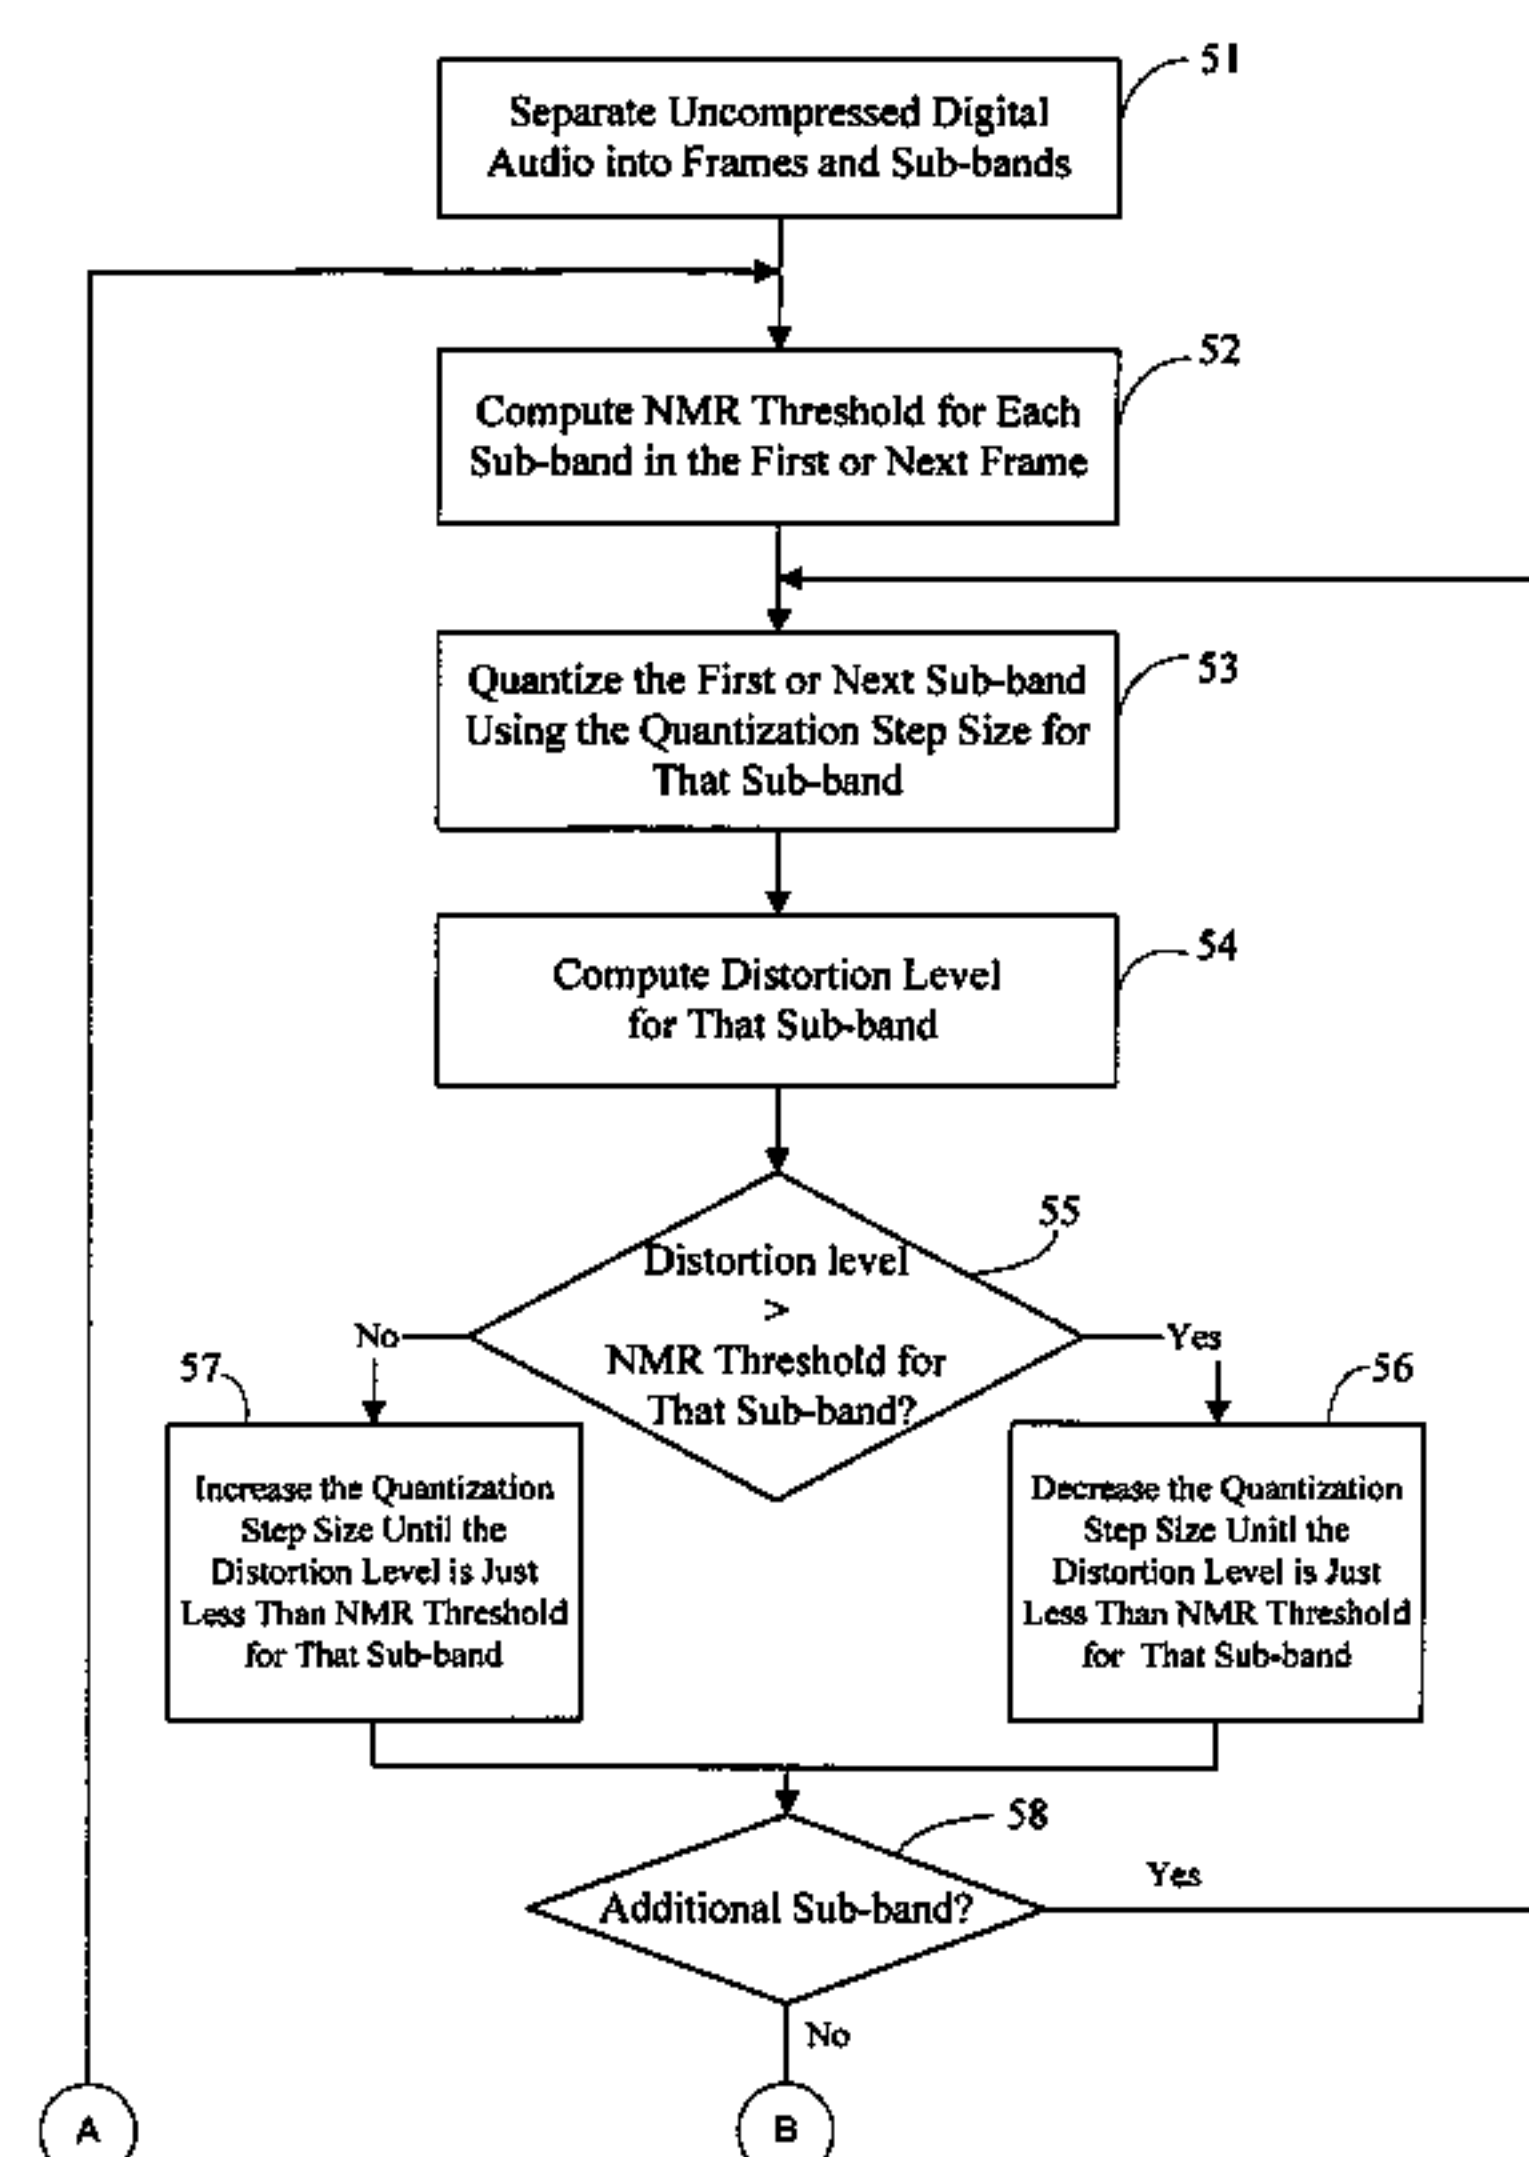 51
Separate Uncompressed Digital
Audio into Frames and Sub-bands
52
Compute NMR Threshold for Each
Sub-band in the First or Next Frame
53
Quantize the First or Next Sub-band
Using the Quantization Step Size for
That Sub-band
54
Compute Distortion Level
for That Sub-band
55
Distortion level
>
NMR Threshold for
That Sub-band?
No
Yes
57
56
Increase the Quantization
Step Size Until the
Distortion Level is Just
Less Than NMR Threshold
for That Sub-band
Decrease the Quantization
Step Size Unitl the
Distortion Level is Just
Less Than NMR Threshold
for That Sub-band
58
Additional Sub-band?
Yes
No
A
B